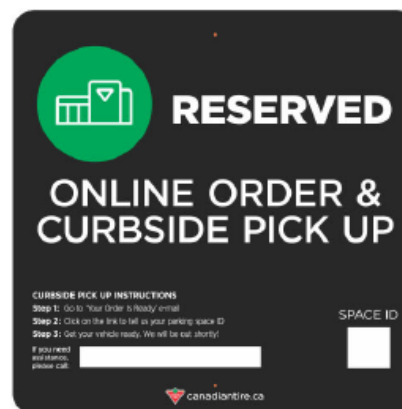 RESERVED
ONLINE ORDER &
CURBSIDE PICK UP
CURBSIDE PICK UP INSTRUCTIONS
Step 1: Go to 'Your Order Is Ready' e-mail
Step 2: Click on the link to tell us your parking space ID
Step 3: Get your vehicle ready. We will be out shortly!
If you need
assistance,
please call:
SPACE ID
canadiantire.ca